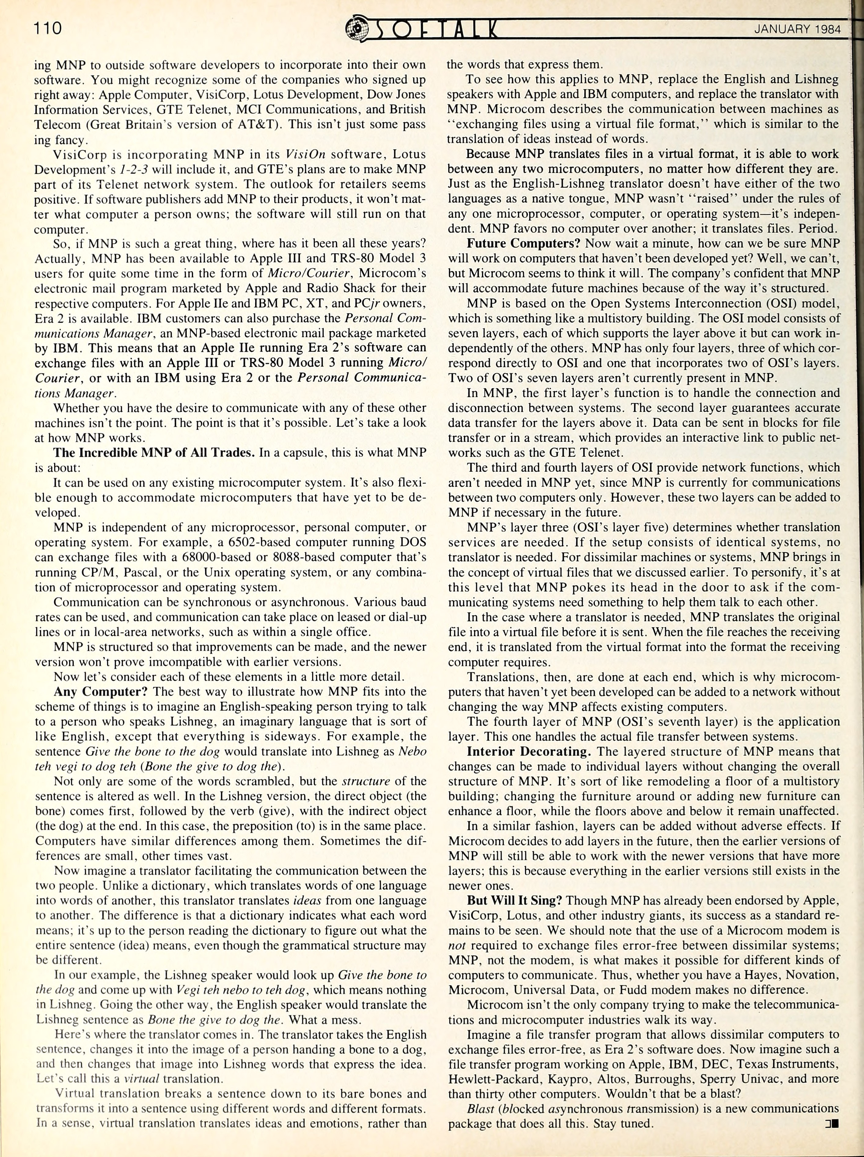 110
SOFTALK
JANUARY 1984
ing MNP to outside software developers to incorporate into their own
software. You might recognize some of the companies who signed up
right away: Apple Computer, VisiCorp, Lotus Development, Dow Jones
Information Services, GTE Telenet, MCI Communications, and British
Telecom (Great Britain's version of AT&T). This isn't just some pass
ing fancy.
VisiCorp is incorporating MNP in its VisiOn software, Lotus
Development's 1-2-3 will include it, and GTE's plans are to make MNP
part of its Telenet network system. The outlook for retailers seems
positive. If software publishers add MNP to their products, it won't mat-
ter what computer a person owns; the software will still run on that
computer.
So, if MNP is such a great thing, where has it been all these years?
Actually, MNP has been available to Apple III and TRS-80 Model 3
users for quite some time in the form of Micro/Courier, Microcom's
electronic mail program marketed by Apple and Radio Shack for their
respective computers. For Apple IIe and IBM PC, XT, and PCjr owners,
Era 2 is available. IBM customers can also purchase the Personal Com-
munications Manager, an MNP-based electronic mail package marketed
by IBM. This means that an Apple IIe running Era 2's software can
exchange files with an Apple III or TRS-80 Model 3 running Micro/
Courier, or with an IBM using Era 2 or the Personal Communica-
tions Manager.
Whether you have the desire to communicate with any of these other
machines isn't the point. The point is that it's possible. Let's take a look
at how MNP works.
The Incredible MNP of All Trades. In a capsule, this is what MNP
is about:
It can be used on any existing microcomputer system. It's also flexi-
ble enough to accommodate microcomputers that have yet to be de-
veloped.
MNP is independent of any microprocessor, personal computer, or
operating system. For example, a 6502-based computer running DOS
can exchange files with a 68000-based or 8088-based computer that's
running CP/M, Pascal, or the Unix operating system, or any combina-
tion of microprocessor and operating system.
Communication can be synchronous or asynchronous. Various baud
rates can be used, and communication can take place on leased or dial-up
lines or in local-area networks, such as within a single office.
MNP is structured so that improvements can be made, and the newer
version won't prove imcompatible with earlier versions.
Now let's consider each of these elements in a little more detail.
Any Computer? The best way to illustrate how MNP fits into the
scheme of things is to imagine an English-speaking person trying to talk
to a person who speaks Lishneg, an imaginary language that is sort of
like English, except that everything is sideways. For example, the
sentence Give the bone to the dog would translate into Lishneg as Nebo
teh vegi to dog teh (Bone the give to dog the).
Not only are some of the words scrambled, but the structure of the
sentence is altered as well. In the Lishneg version, the direct object (the
bone) comes first, followed by the verb (give), with the indirect object
(the dog) at the end. In this case, the preposition (to) is in the same place.
Computers have similar differences among them. Sometimes the dif-
ferences are small, other times vast.
Now imagine a translator facilitating the communication between the
two people. Unlike a dictionary, which translates words of one language
into words of another, this translator translates ideas from one language
to another. The difference is that a dictionary indicates what each word
means; it's up to the person reading the dictionary to figure out what the
entire sentence (idea) means, even though the grammatical structure may
be different.
In our example, the Lishneg speaker would look up Give the bone to
the dog and come up with Vegi teh nebo to teh dog, which means nothing
in Lishneg. Going the other way, the English speaker would translate the
Lishneg sentence as Bone the give to dog the. What a mess.
Here's where the translator comes in. The translator takes the English
sentence, changes it into the image of a person handing a bone to a dog,
and then changes that image into Lishneg words that express the idea.
Let's call this a virtual translation.
Virtual translation breaks a sentence down to its bare bones and
transforms it into a sentence using different words and different formats.
In a sense, virtual translation translates ideas and emotions, rather than
the words that express them.
To see how this applies to MNP, replace the English and Lishneg
speakers with Apple and IBM computers, and replace the translator with
MNP. Microcom describes the communication between machines as
"exchanging files using a virtual file format," which is similar to the
translation of ideas instead of words.
Because MNP translates files in a virtual format, it is able to work
between any two microcomputers, no matter how different they are.
Just as the English-Lishneg translator doesn't have either of the two
languages as a native tongue, MNP wasn't "raised" under the rules of
any one microprocessor, computer, or operating system—it's indepen-
dent. MNP favors no computer over another; it translates files. Period.
Future Computers? Now wait a minute, how can we be sure MNP
will work on computers that haven't been developed yet? Well, we can't,
but Microcom seems to think it will. The company's confident that MNP
will accommodate future machines because of the way it's structured.
MNP is based on the Open Systems Interconnection (OSI) model,
which is something like a multistory building. The OSI model consists of
seven layers, each of which supports the layer above it but can work in-
dependently of the others. MNP has only four layers, three of which cor-
respond directly to OSI and one that incorporates two of OSI's layers.
Two of OSI's seven layers aren't currently present in MNP.
In MNP, the first layer's function is to handle the connection and
disconnection between systems. The second layer guarantees accurate
data transfer for the layers above it. Data can be sent in blocks for file
transfer or in a stream, which provides an interactive link to public net-
works such as the GTE Telenet.
The third and fourth layers of OSI provide network functions, which
aren't needed in MNP yet, since MNP is currently for communications
between two computers only. However, these two layers can be added to
MNP if necessary in the future.
MNP's layer three (OSI's layer five) determines whether translation
services are needed. If the setup consists of identical systems, no
translator is needed. For dissimilar machines or systems, MNP brings in
the concept of virtual files that we discussed earlier. To personify, it's at
this level that MNP pokes its head in the door to ask if the com-
municating systems need something to help them talk to each other.
In the case where a translator is needed, MNP translates the original
file into a virtual file before it is sent. When the file reaches the receiving
end, it is translated from the virtual format into the format the receiving
computer requires.
Translations, then, are done at each end, which is why microcom-
puters that haven't yet been developed can be added to a network without
changing the way MNP affects existing computers.
The fourth layer of MNP (OSI's seventh layer) is the application
layer. This one handles the actual file transfer between systems.
Interior Decorating. The layered structure of MNP means that
changes can be made to individual layers without changing the overall
structure of MNP. It's sort of like remodeling a floor of a multistory
building; changing the furniture around or adding new furniture can
enhance a floor, while the floors above and below it remain unaffected.
In a similar fashion, layers can be added without adverse effects. If
Microcom decides to add layers in the future, then the earlier versions of
MNP will still be able to work with the newer versions that have more
layers; this is because everything in the earlier versions still exists in the
newer ones.
But Will It Sing? Though MNP has already been endorsed by Apple,
VisiCorp, Lotus, and other industry giants, its success as a standard re-
mains to be seen. We should note that the use of a Microcom modem is
not required to exchange files error-free between dissimilar systems;
MNP, not the modem, is what makes it possible for different kinds of
computers to communicate. Thus, whether you have a Hayes, Novation,
Microcom, Universal Data, or Fudd modem makes no difference.
Microcom isn't the only company trying to make the telecommunica-
tions and microcomputer industries walk its way.
Imagine a file transfer program that allows dissimilar computers to
exchange files error-free, as Era 2's software does. Now imagine such a
file transfer program working on Apple, IBM, DEC, Texas Instruments,
Hewlett-Packard, Kaypro, Altos, Burroughs, Sperry Univac, and more
than thirty other computers. Wouldn't that be a blast?
Blast (blocked asynchronous transmission) is a new communications
package that does all this. Stay tuned.